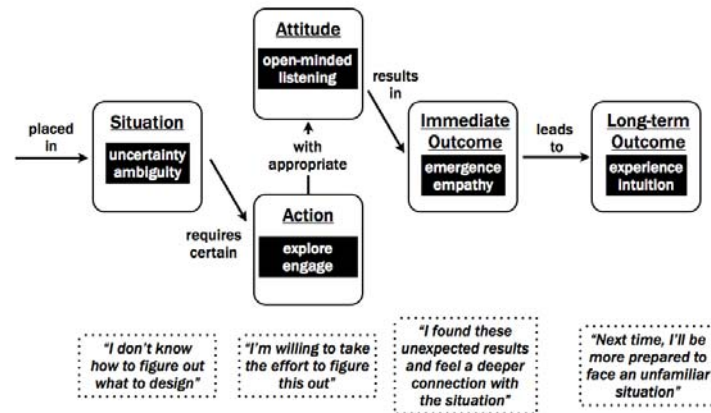 placed
in
Situation
uncertainty
ambiguity
requires
certain
Action
explore
engage
with
appropriate
Attitude
open-minded
listening
results
in
Immediate
Outcome
emergence
empathy
leads
to
Long-term
Outcome
experience
intuition
"I don't know
how to figure out
what to design"
"I'm willing to take
the effort to figure
this out"
"I found these
unexpected results
and feel a deeper
connection with
the situation"
"Next time, I'll be
more prepared to
face an unfamiliar
situation"